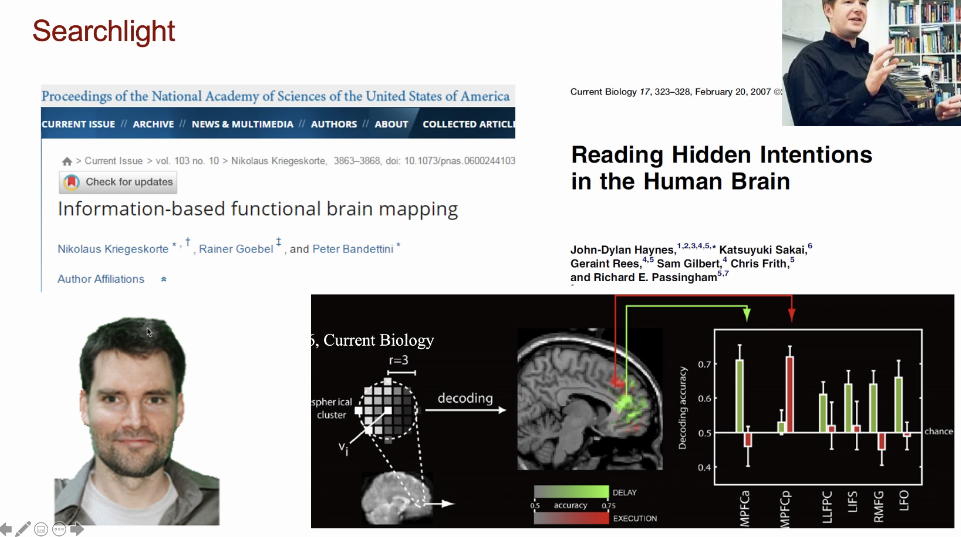 Searchlight
Proceedings of the National Academy of Sciences of the United States of America
CURRENT ISSUE // ARCHIVE // NEWS & MULTIMEDIA // AUTHORS // ABOUT COLLECTED ARTICL
> Current Issue > vol. 103 no. 10 > Nikolaus Kriegeskorte, 3863–3868, doi: 10.1073/pnas.0600244103
Check for updates
Information-based functional brain mapping
Nikolaus Kriegeskorte *, †, Rainer Goebel ‡, and Peter Bandettini *
Author Affiliations
Current Biology 17, 323–328, February 20, 2007 ©
Reading Hidden Intentions
in the Human Brain
John-Dylan Haynes,1,2,3,4,5,* Katsuyuki Sakai,6
Geraint Rees,4,5 Sam Gilbert,4 Chris Frith,5
and Richard E. Passingham5,7
6, Current Biology
r=3
spherical
cluster
vi
decoding
0.5 accuracy 0.75
DELAY
EXECUTION
Decoding accuracy
0.7
0.6
0.5
0.4
chance
MPFCa
MPFCp
LLFPC
LIFS
RMFG
LFO